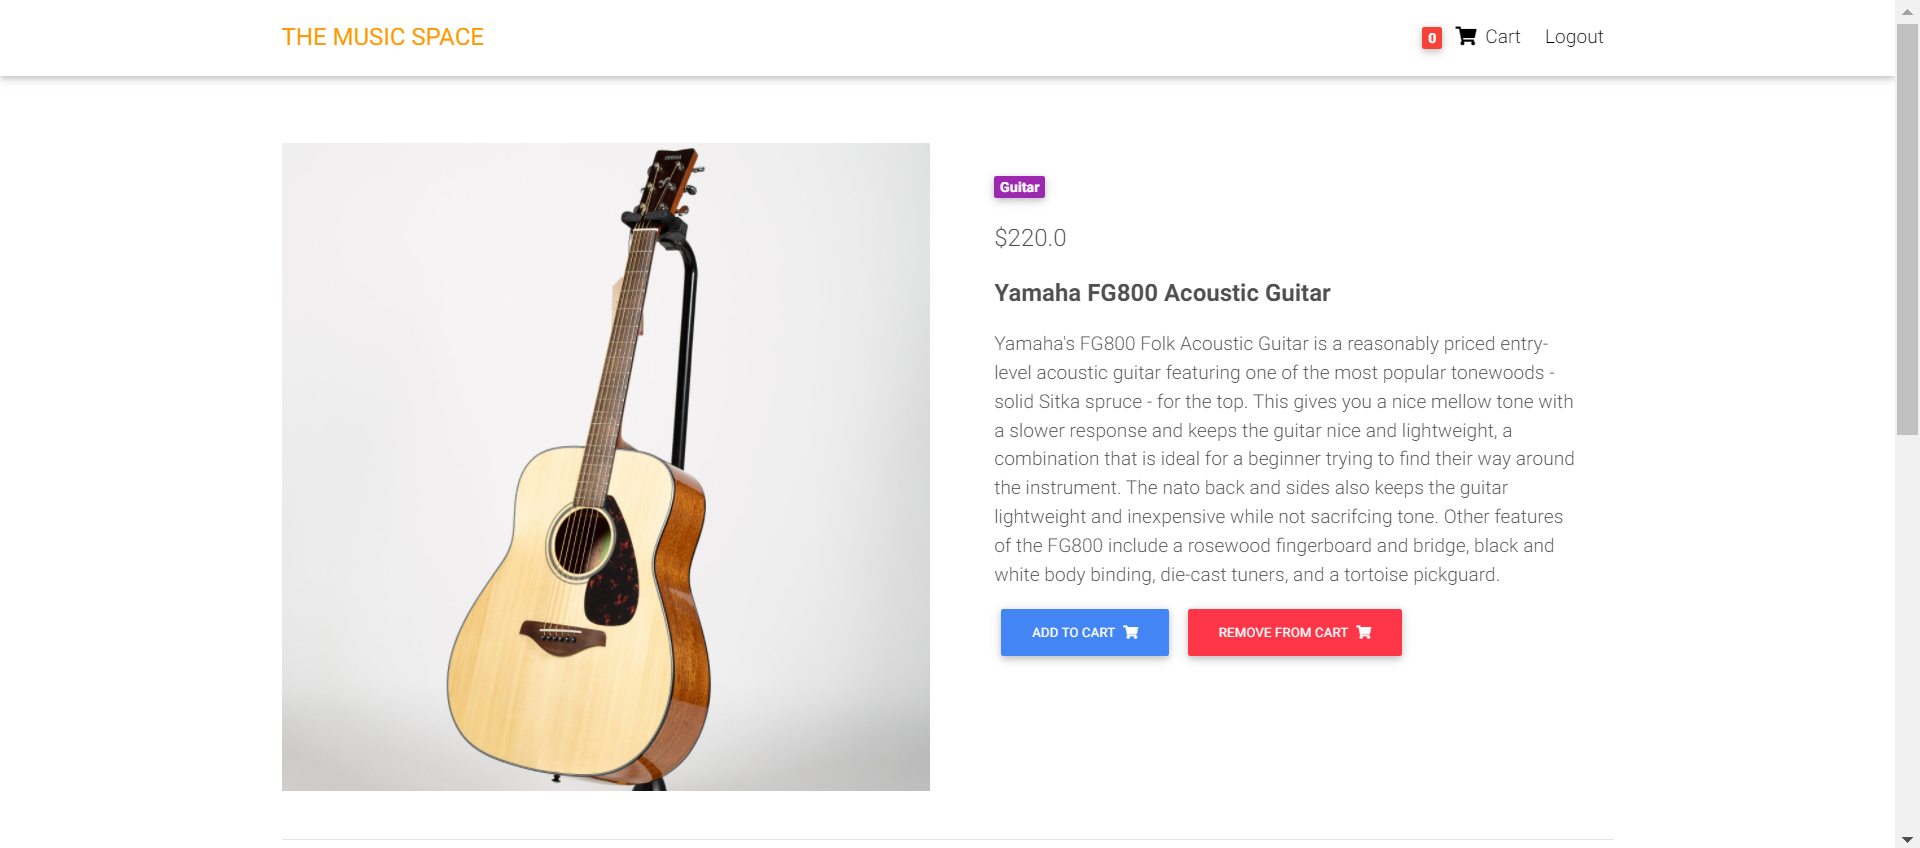 THE MUSIC SPACE
0 Cart Logout
YAMAHA
Guitar
$220.0
Yamaha FG800 Acoustic Guitar
Yamaha's FG800 Folk Acoustic Guitar is a reasonably priced entry-
level acoustic guitar featuring one of the most popular tonewoods -
solid Sitka spruce - for the top. This gives you a nice mellow tone with
a slower response and keeps the guitar nice and lightweight, a
combination that is ideal for a beginner trying to find their way around
the instrument. The nato back and sides also keeps the guitar
lightweight and inexpensive while not sacrifcing tone. Other features
of the FG800 include a rosewood fingerboard and bridge, black and
white body binding, die-cast tuners, and a tortoise pickguard.
ADD TO CART REMOVE FROM CART